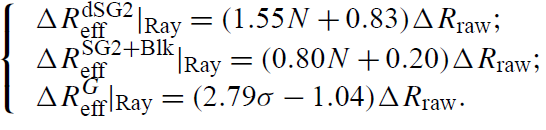 ΔR_eff^dSG2|_Ray = (1.55N + 0.83)ΔR_raw;
ΔR_eff^SG2+Blk|_Ray = (0.80N + 0.20)ΔR_raw;
ΔR_eff^G|_Ray = (2.79σ − 1.04)ΔR_raw.